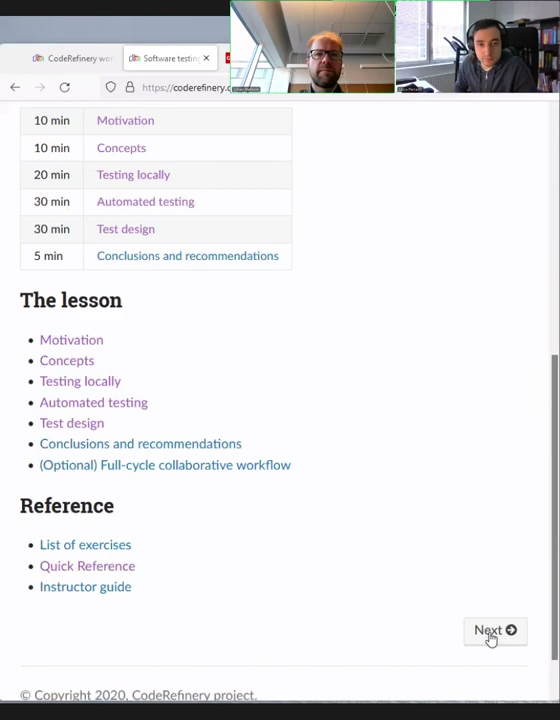 CodeRefinery wor
Software testing
https://coderefinery.
10 min Motivation
10 min Concepts
20 min Testing locally
30 min Automated testing
30 min Test design
5 min Conclusions and recommendations
The lesson
Motivation
Concepts
Testing locally
Automated testing
Test design
Conclusions and recommendations
(Optional) Full-cycle collaborative workflow
Reference
List of exercises
Quick Reference
Instructor guide
Next
© Copyright 2020, CodeRefinery project.